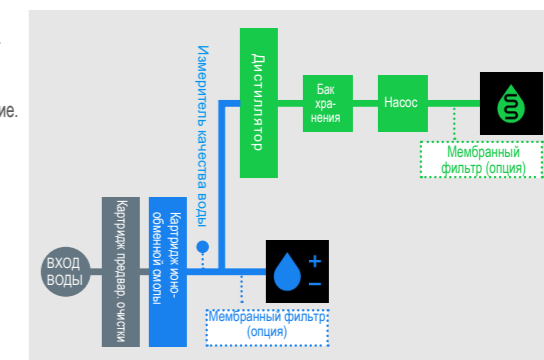 ие.
ВХОД
ВОДЫ
Картридж предвар. очистки
Картридж ионо-
обменной смолы
Измеритель качества воды
Дистиллятор
Бак
хра-
нения
Насос
Мембранный
фильтр (опция)
+
−
Мембранный фильтр
(опция)